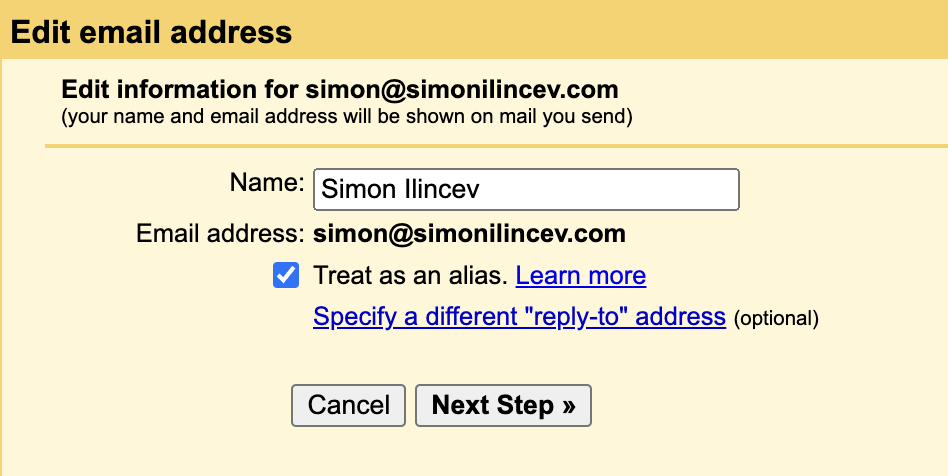 Edit email address
Edit information for simon@simonilincev.com
(your name and email address will be shown on mail you send)
Name: Simon Ilincev
Email address: simon@simonilincev.com
Treat as an alias. Learn more
Specify a different "reply-to" address (optional)
Cancel Next Step »